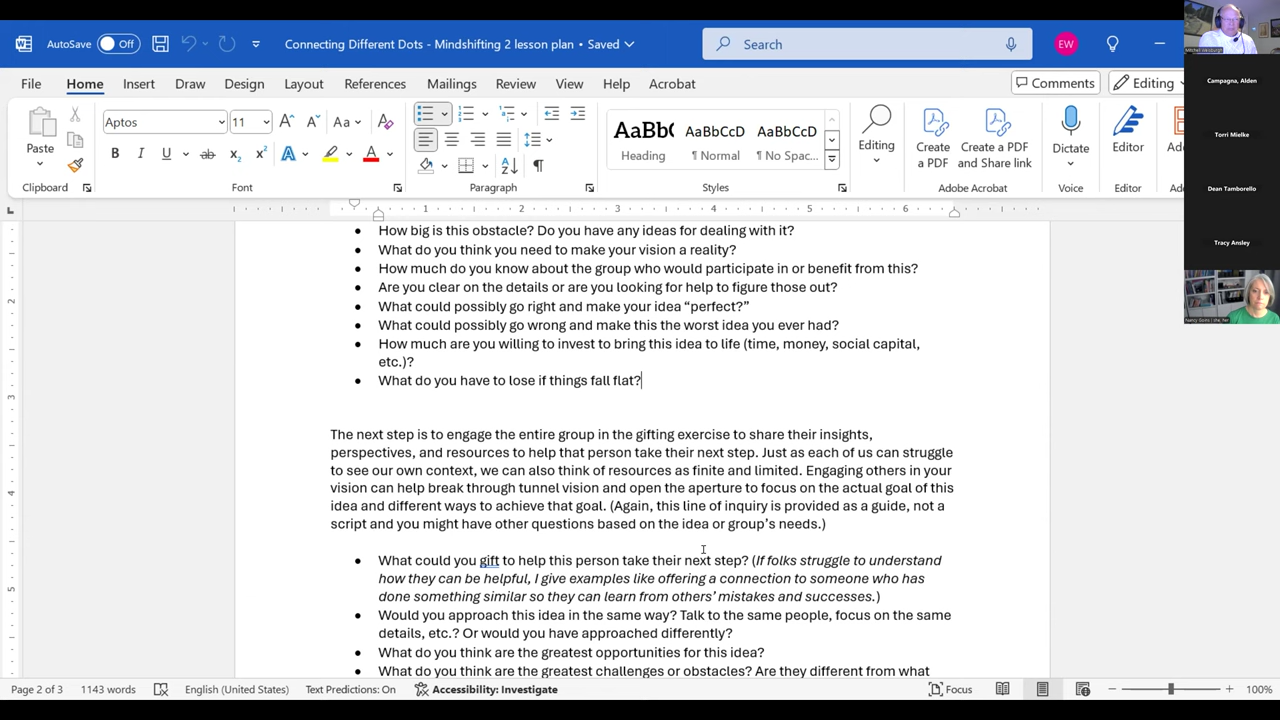 AutoSave Off Connecting Different Dots - Mindshifting 2 lesson plan • Saved Search EW
File Home Insert Draw Design Layout References Mailings Review View Help Acrobat Comments Editing
Aptos 11 Aa
AaBbC AaBbCcD AaBbCcD
Paste Heading ¶ Normal ¶ No Spac... Editing Create a PDF Create a PDF and Share link Dictate Editor
Clipboard Font Paragraph Styles Adobe Acrobat Voice Editor
1 2 3 4 5 6
• How big is this obstacle? Do you have any ideas for dealing with it?
• What do you think you need to make your vision a reality?
• How much do you know about the group who would participate in or benefit from this?
• Are you clear on the details or are you looking for help to figure those out?
• What could possibly go right and make your idea “perfect?”
• What could possibly go wrong and make this the worst idea you ever had?
• How much are you willing to invest to bring this idea to life (time, money, social capital,
etc.)?
• What do you have to lose if things fall flat?
The next step is to engage the entire group in the gifting exercise to share their insights,
perspectives, and resources to help that person take their next step. Just as each of us can struggle
to see our own context, we can also think of resources as finite and limited. Engaging others in your
vision can help break through tunnel vision and open the aperture to focus on the actual goal of this
idea and different ways to achieve that goal. (Again, this line of inquiry is provided as a guide, not a
script and you might have other questions based on the idea or group’s needs.)
• What could you gift to help this person take their next step? (If folks struggle to understand
how they can be helpful, I give examples like offering a connection to someone who has
done something similar so they can learn from others’ mistakes and successes.)
• Would you approach this idea in the same way? Talk to the same people, focus on the same
details, etc.? Or would you have approached differently?
• What do you think are the greatest opportunities for this idea?
• What do you think are the greatest challenges or obstacles? Are they different from what
Page 2 of 3 1143 words English (United States) Text Predictions: On Accessibility: Investigate Focus 100%
Campagna, Alden
Torri Mielke
Dean Tamborello
Tracy Ansley